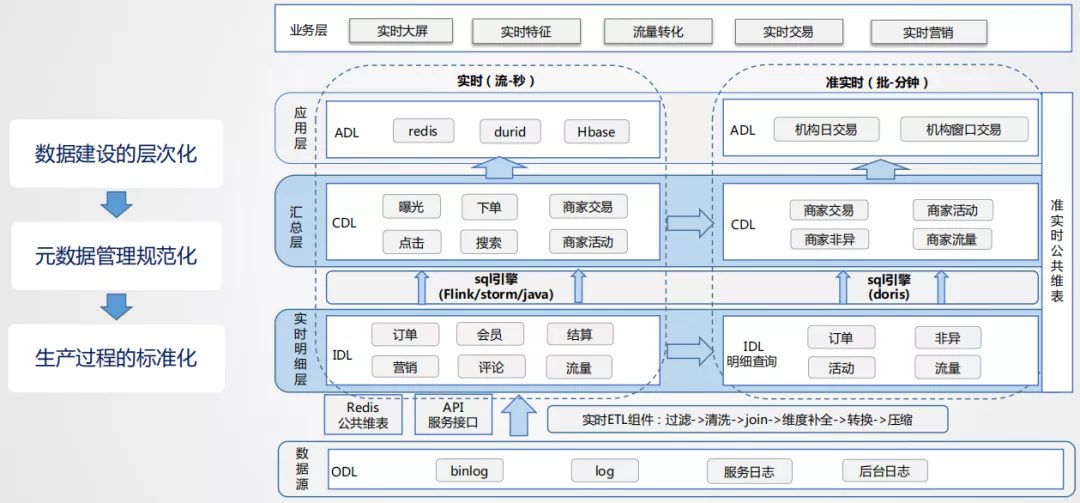 业务层
实时大屏
实时特征
流量转化
实时交易
实时营销
数据建设的层次化
元数据管理规范化
生产过程的标准化
实时（流-秒）
准实时（批-分钟）
应用层
ADL
redis
durid
Hbase
ADL
机构日交易
机构窗口交易
汇总层
CDL
曝光
下单
商家交易
点击
搜索
商家活动
CDL
商家交易
商家活动
商家非异
商家流量
准实时公共维表
sql引擎
(Flink/storm/java)
sql引擎
(doris)
实时明细层
IDL
订单
会员
结算
营销
评论
流量
IDL
明细查询
订单
非异
活动
流量
Redis
公共维表
API
服务接口
实时ETL组件：过滤->清洗->join->维度补全->转换->压缩
数据源
ODL
binlog
log
服务日志
后台日志